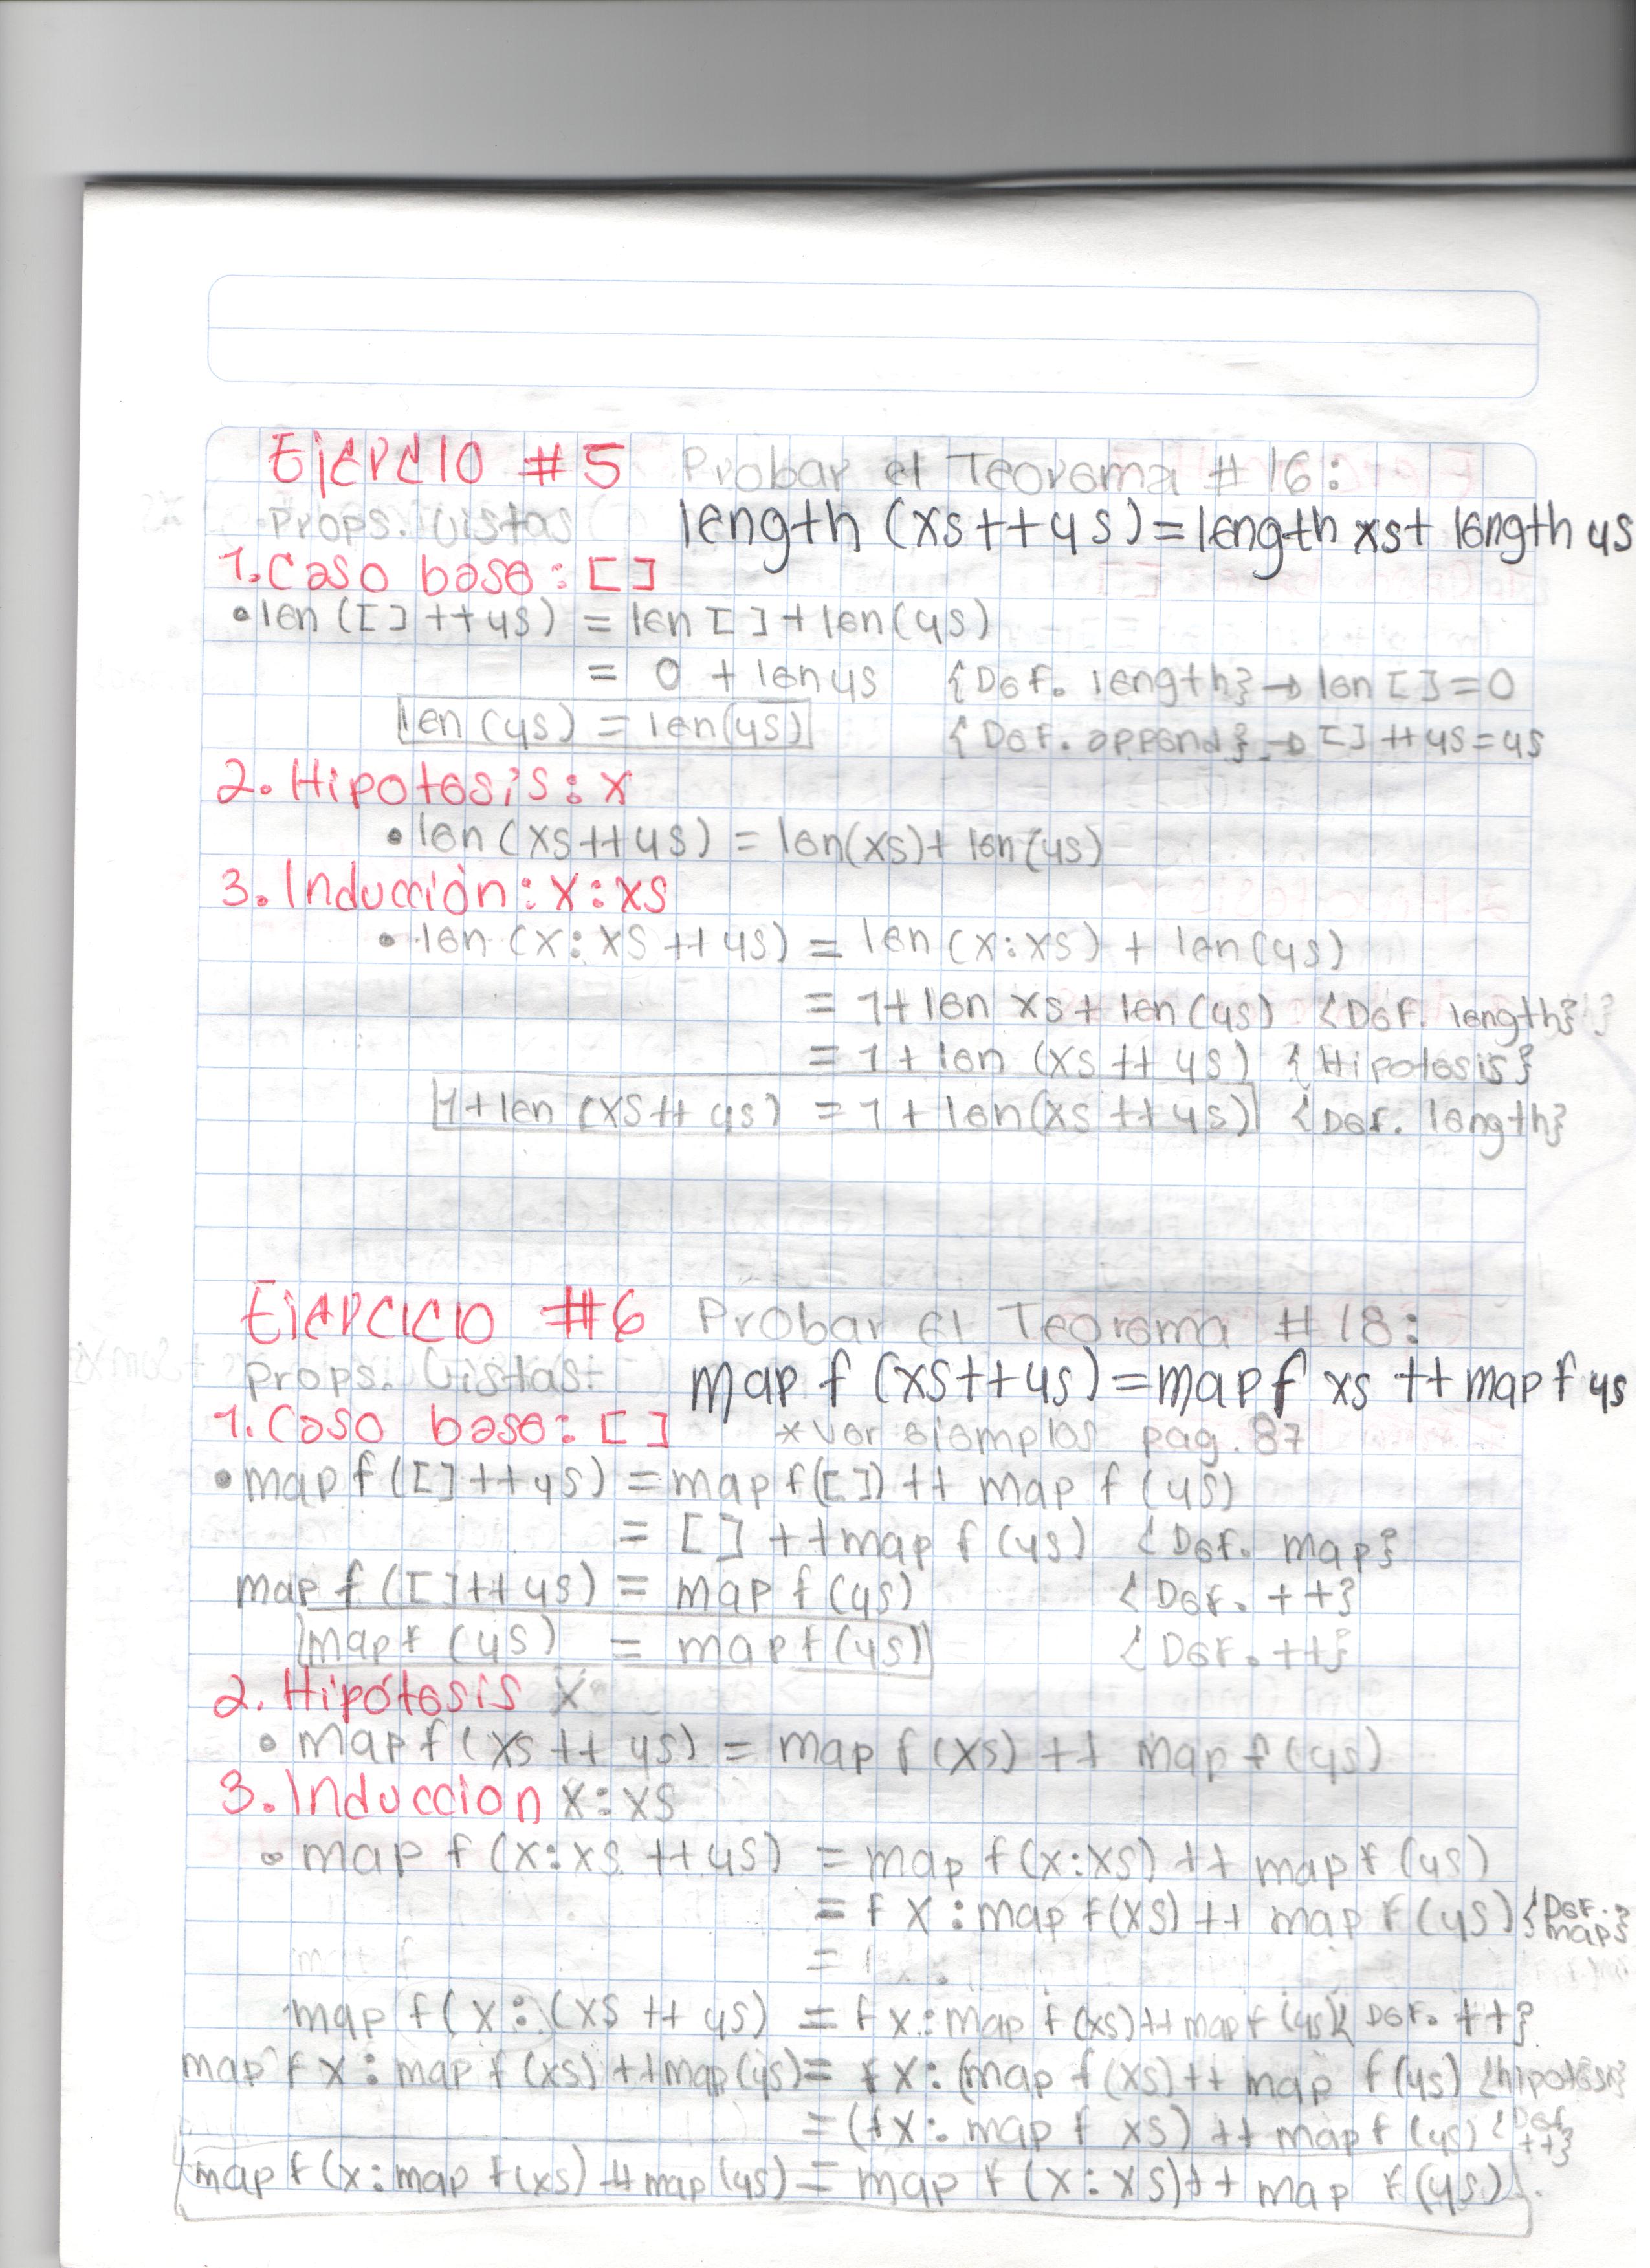 Ejercio #5 Probar el Teorema #16:
Props. Vistas length (xs++ys)=length xs+ length ys
1. Caso base: []
• len ([] ++ys) = len [] + len(ys)
= 0 + len ys {Def. length} → len [] = 0
len (ys) = len(ys) {Def. append} → [] ++ ys = ys
2. Hipotesis: x
• len (xs++ys) = len(xs)+ len(ys)
3. Inducción: x:xs
• len (x:xs ++ ys) = len (x:xs) + len(ys)
= 1+len xs + len (ys) {Def. length}
= 1 + len (xs ++ ys) {Hipotesis}
1+len (xs++ ys) = 1 + len(xs ++ ys) {Def. length}
Ejercicio #6 Probar el Teorema #18:
props. Vistas: map f (xs++ys)=map f xs ++ map f ys
1. Caso base: [] *ver ejemplos pag. 87
• map f ([] ++ys) = map f([]) ++ map f (ys)
= [] ++map f (ys) {Def. map}
map f ([]++ ys) = map f (ys) {Def. ++}
map f (ys) = map f (ys) {Def. ++}
2. Hipótesis x
• map f (xs ++ ys) = map f (xs) ++ map f (ys)
3. Induccion x:xs
• map f (x:xs ++ys) = map f(x:xs) ++ map f (ys)
= f x : map f(xs) ++ map f (ys) {Def. map}
map f( x : (xs ++ ys) = f x : map f (xs) ++ map f (ys) {Def. ++}
map f x : map f (xs) ++map (ys) = f x : (map f (xs) ++ map f(ys) {hipotesis}
= (f x : map f xs) ++ map f (ys) {Def ++}
map f (x : map f(xs) ++ map (ys) = map f (x : xs)++ map f (ys).